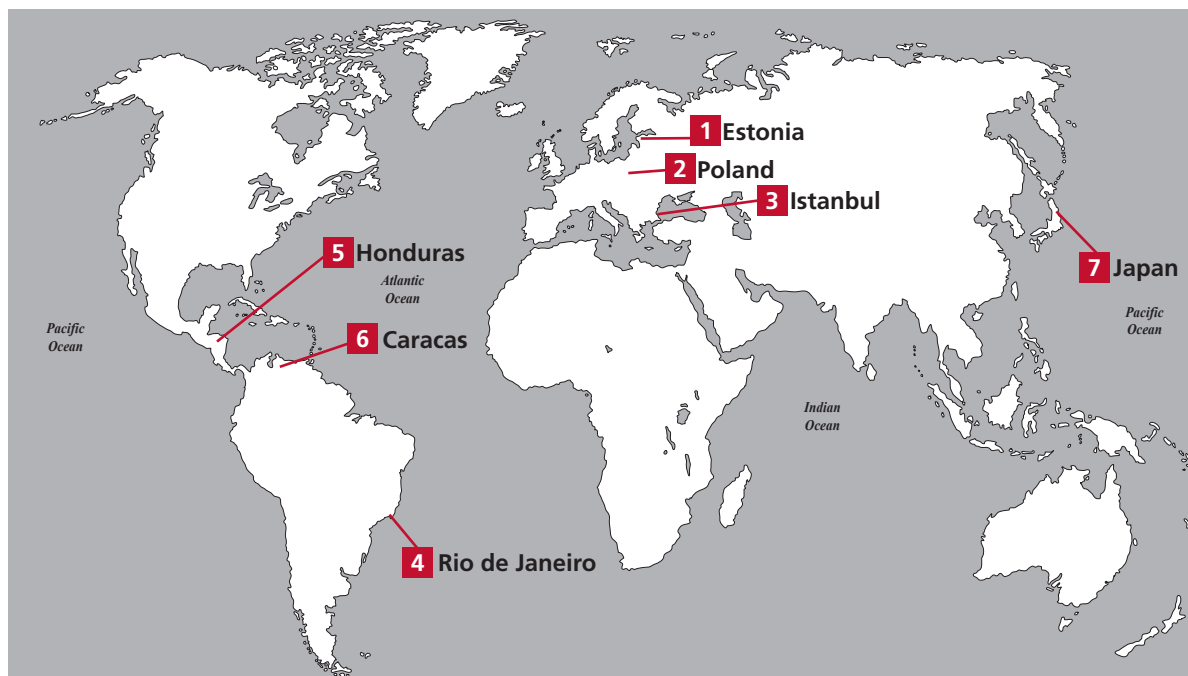 1 Estonia
2 Poland
3 Istanbul
5 Honduras
Atlantic
Ocean
7 Japan
Pacific
Ocean
Pacific
Ocean
6 Caracas
Indian
Ocean
4 Rio de Janeiro